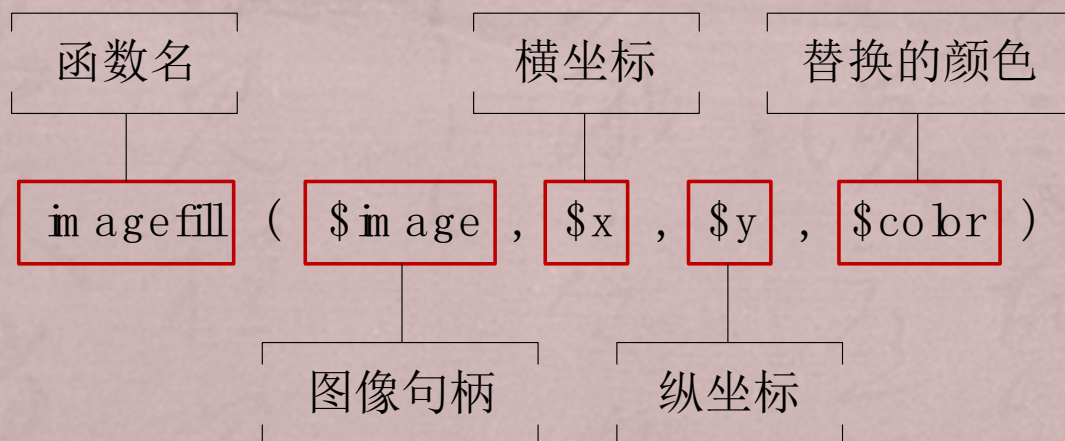 函数名 横坐标 替换的颜色
imagefill ( $image , $x , $y , $color )
图像句柄 纵坐标